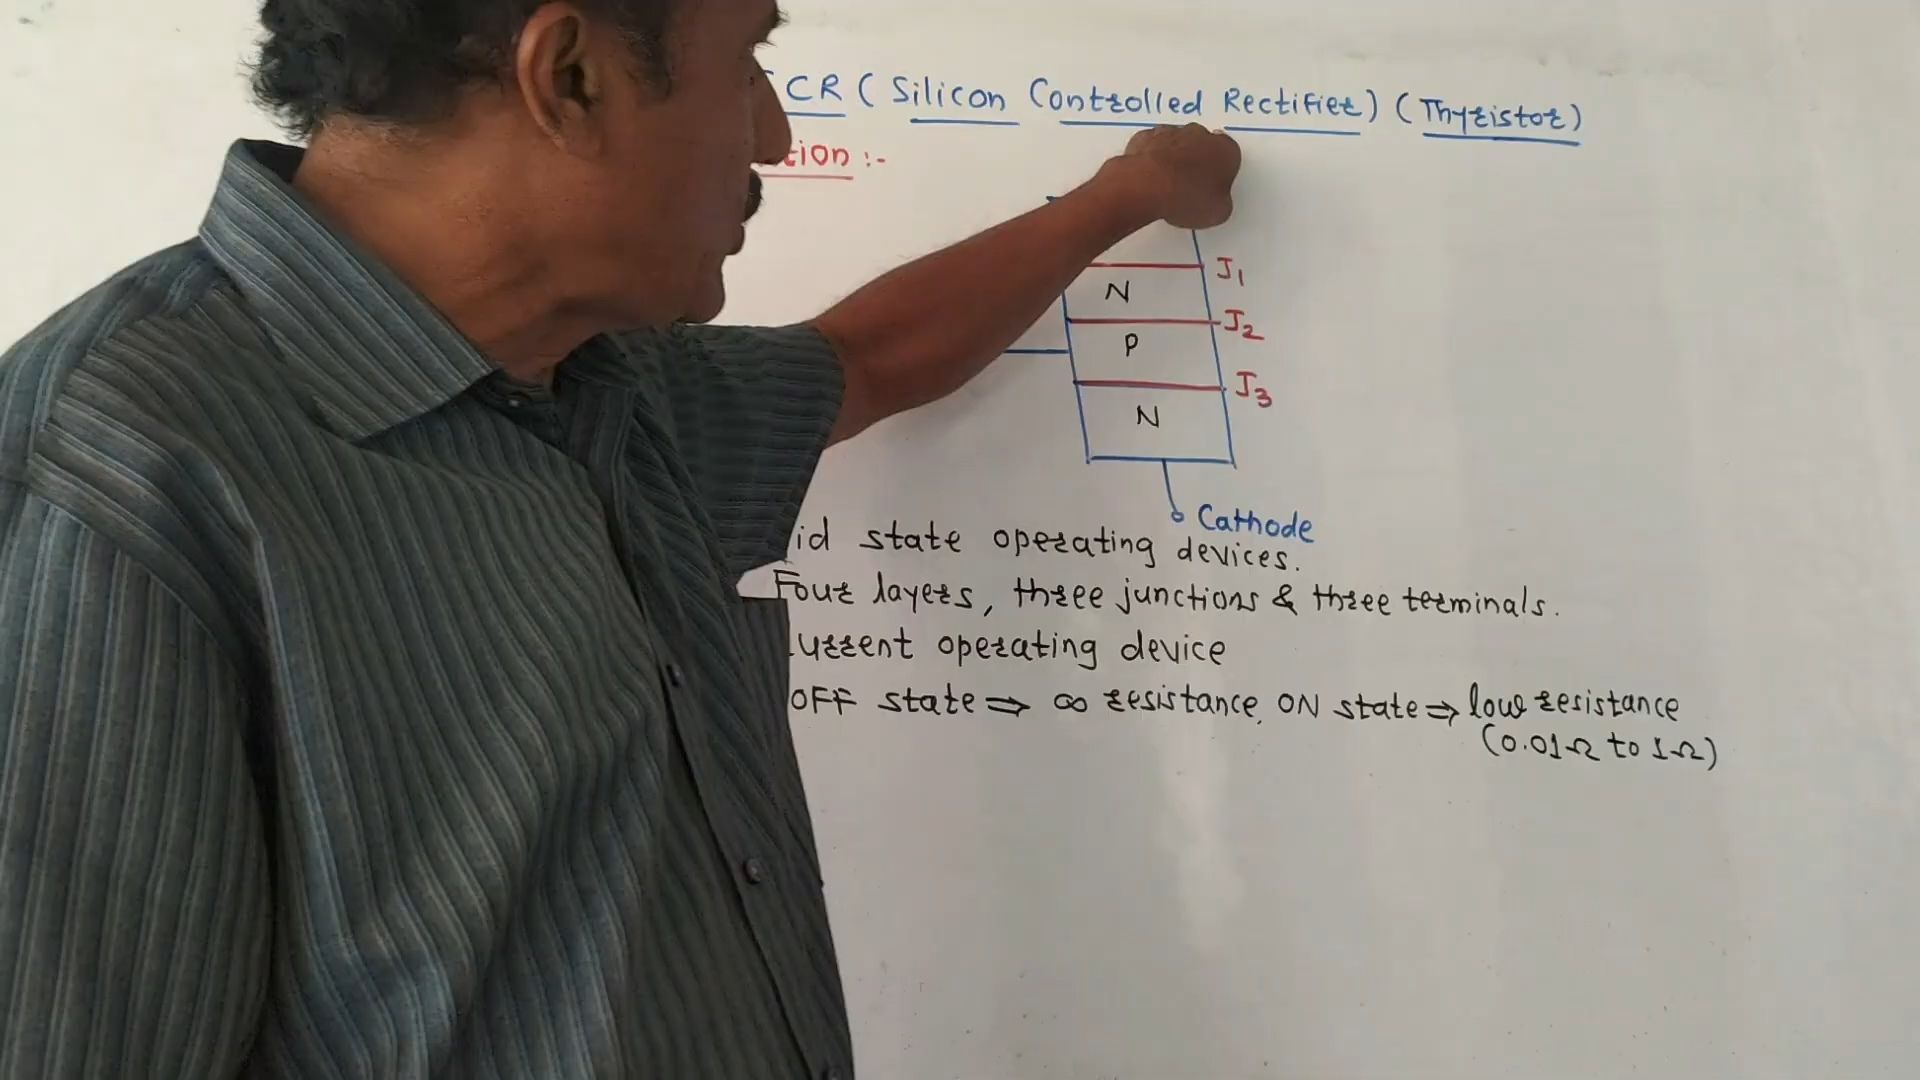 CR (Silicon Controlled Rectifier) (Thyristor)
tion :-
J1
N
J2
P
J3
N
Cathode
id state operating devices.
Four layers, three junctions & three terminals.
urrent operating device
OFF state ⇒ ∞ resistance, ON state ⇒ low resistance
(0.01Ω to 1Ω)